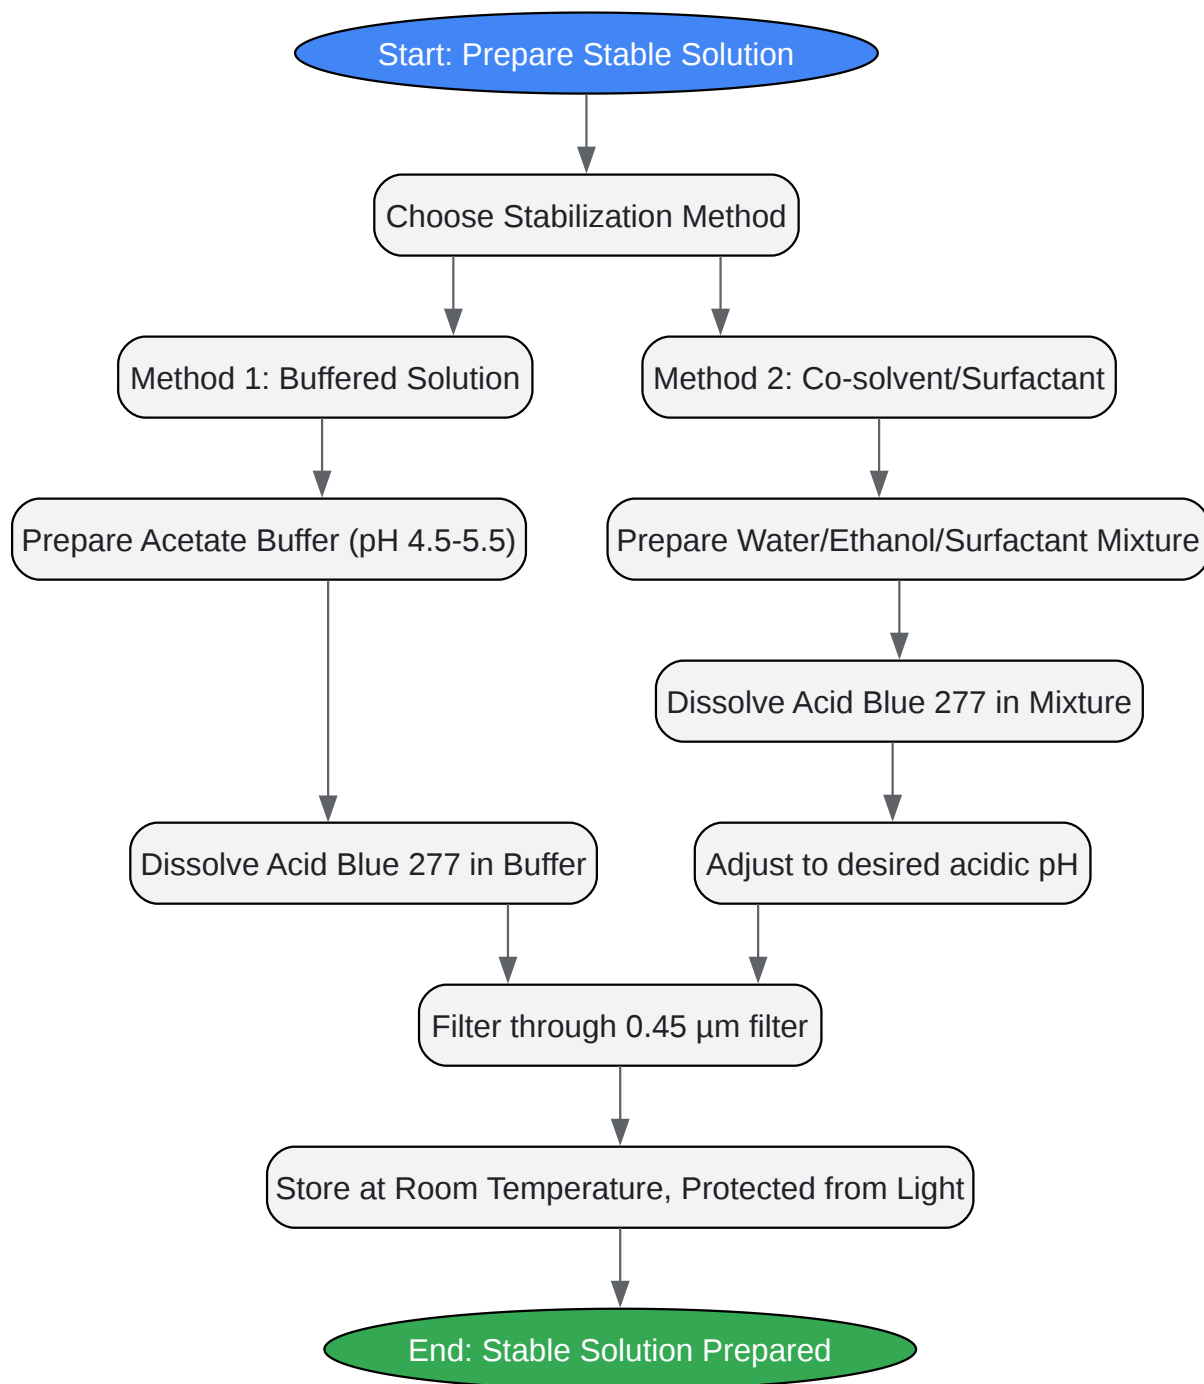 Start: Prepare Stable Solution
Choose Stabilization Method
Method 1: Buffered Solution
Method 2: Co-solvent/Surfactant
Prepare Acetate Buffer (pH 4.5-5.5)
Prepare Water/Ethanol/Surfactant Mixture
Dissolve Acid Blue 277 in Mixture
Dissolve Acid Blue 277 in Buffer
Adjust to desired acidic pH
Filter through 0.45 µm filter
Store at Room Temperature, Protected from Light
End: Stable Solution Prepared